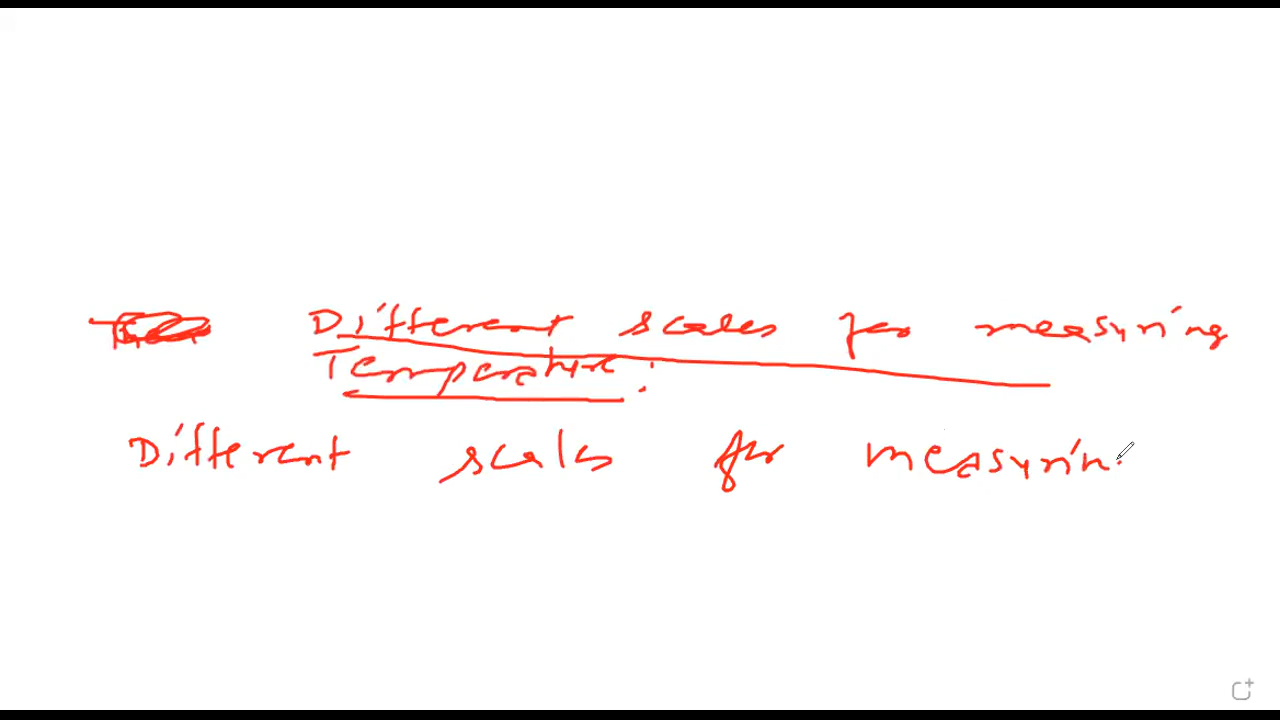 Different scales for measuring
Temperature :
Different scales for measurin